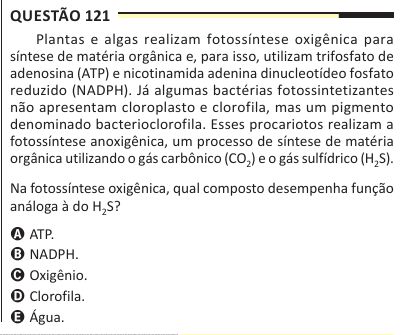 QUESTÃO 121
Plantas e algas realizam fotossíntese oxigênica para
síntese de matéria orgânica e, para isso, utilizam trifosfato de
adenosina (ATP) e nicotinamida adenina dinucleotídeo fosfato
reduzido (NADPH). Já algumas bactérias fotossintetizantes
não apresentam cloroplasto e clorofila, mas um pigmento
denominado bacterioclorofila. Esses procariotos realizam a
fotossíntese anoxigênica, um processo de síntese de matéria
orgânica utilizando o gás carbônico (CO₂) e o gás sulfídrico (H₂S).
Na fotossíntese oxigênica, qual composto desempenha função
análoga à do H₂S?
A ATP.
B NADPH.
C Oxigênio.
D Clorofila.
E Água.